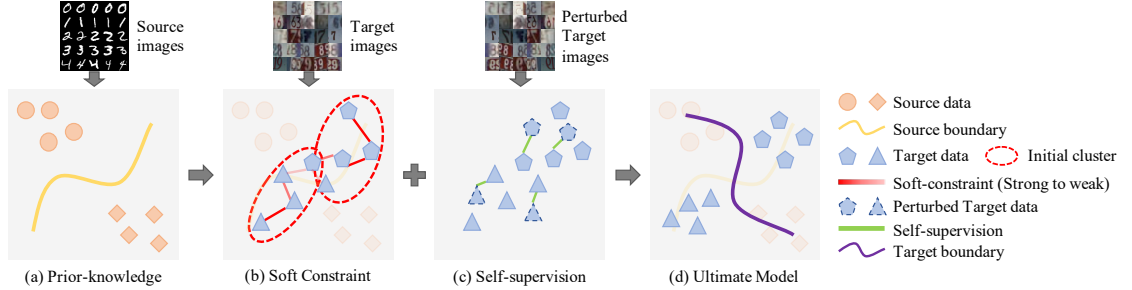 Source
images
Target
images
Perturbed
Target
images
Source data
Source boundary
Target data
Initial cluster
Soft-constraint (Strong to weak)
Perturbed Target data
Self-supervision
Target boundary
(a) Prior-knowledge
(b) Soft Constraint
(c) Self-supervision
(d) Ultimate Model